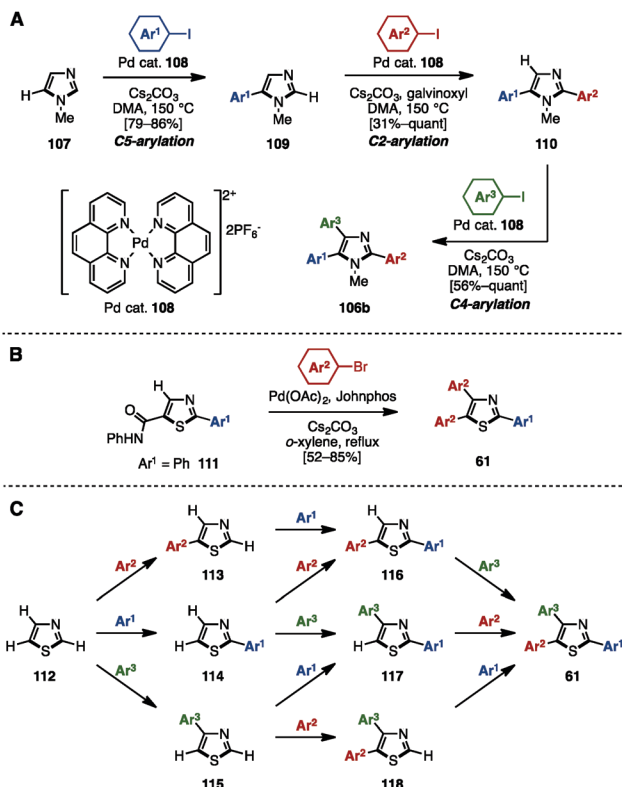 A
Ar¹ I
Pd cat. 108
Cs₂CO₃
DMA, 150 °C
[79–86%]
C5-arylation
H N N Me
107
Ar¹ N N H Me
109
Ar² I
Pd cat. 108
Cs₂CO₃, galvinoxyl
DMA, 150 °C
[31%–quant]
C2-arylation
H N Ar¹ N Ar² Me
110
Ar³ I
Pd cat. 108
Cs₂CO₃
DMA, 150 °C
[56%–quant]
C4-arylation
2+
2PF₆⁻
N N Pd N N
Pd cat. 108
Ar³ N Ar¹ N Ar² Me
106b
B
H N O S Ar¹ PhHN
Ar¹ = Ph 111
Ar² Br
Pd(OAc)₂, Johnphos
Cs₂CO₃
o-xylene, reflux
[52–85%]
Ar² N Ar² S Ar¹
61
C
H N H S H
112
Ar²
Ar¹
Ar³
H N Ar² S H
113
H N H S Ar¹
114
Ar³ N H S H
115
Ar¹
Ar²
Ar³
Ar¹
Ar²
H N Ar² S Ar¹
116
Ar³ N H S Ar¹
117
Ar³ N Ar² S H
118
Ar³
Ar²
Ar¹
Ar³ N Ar² S Ar¹
61